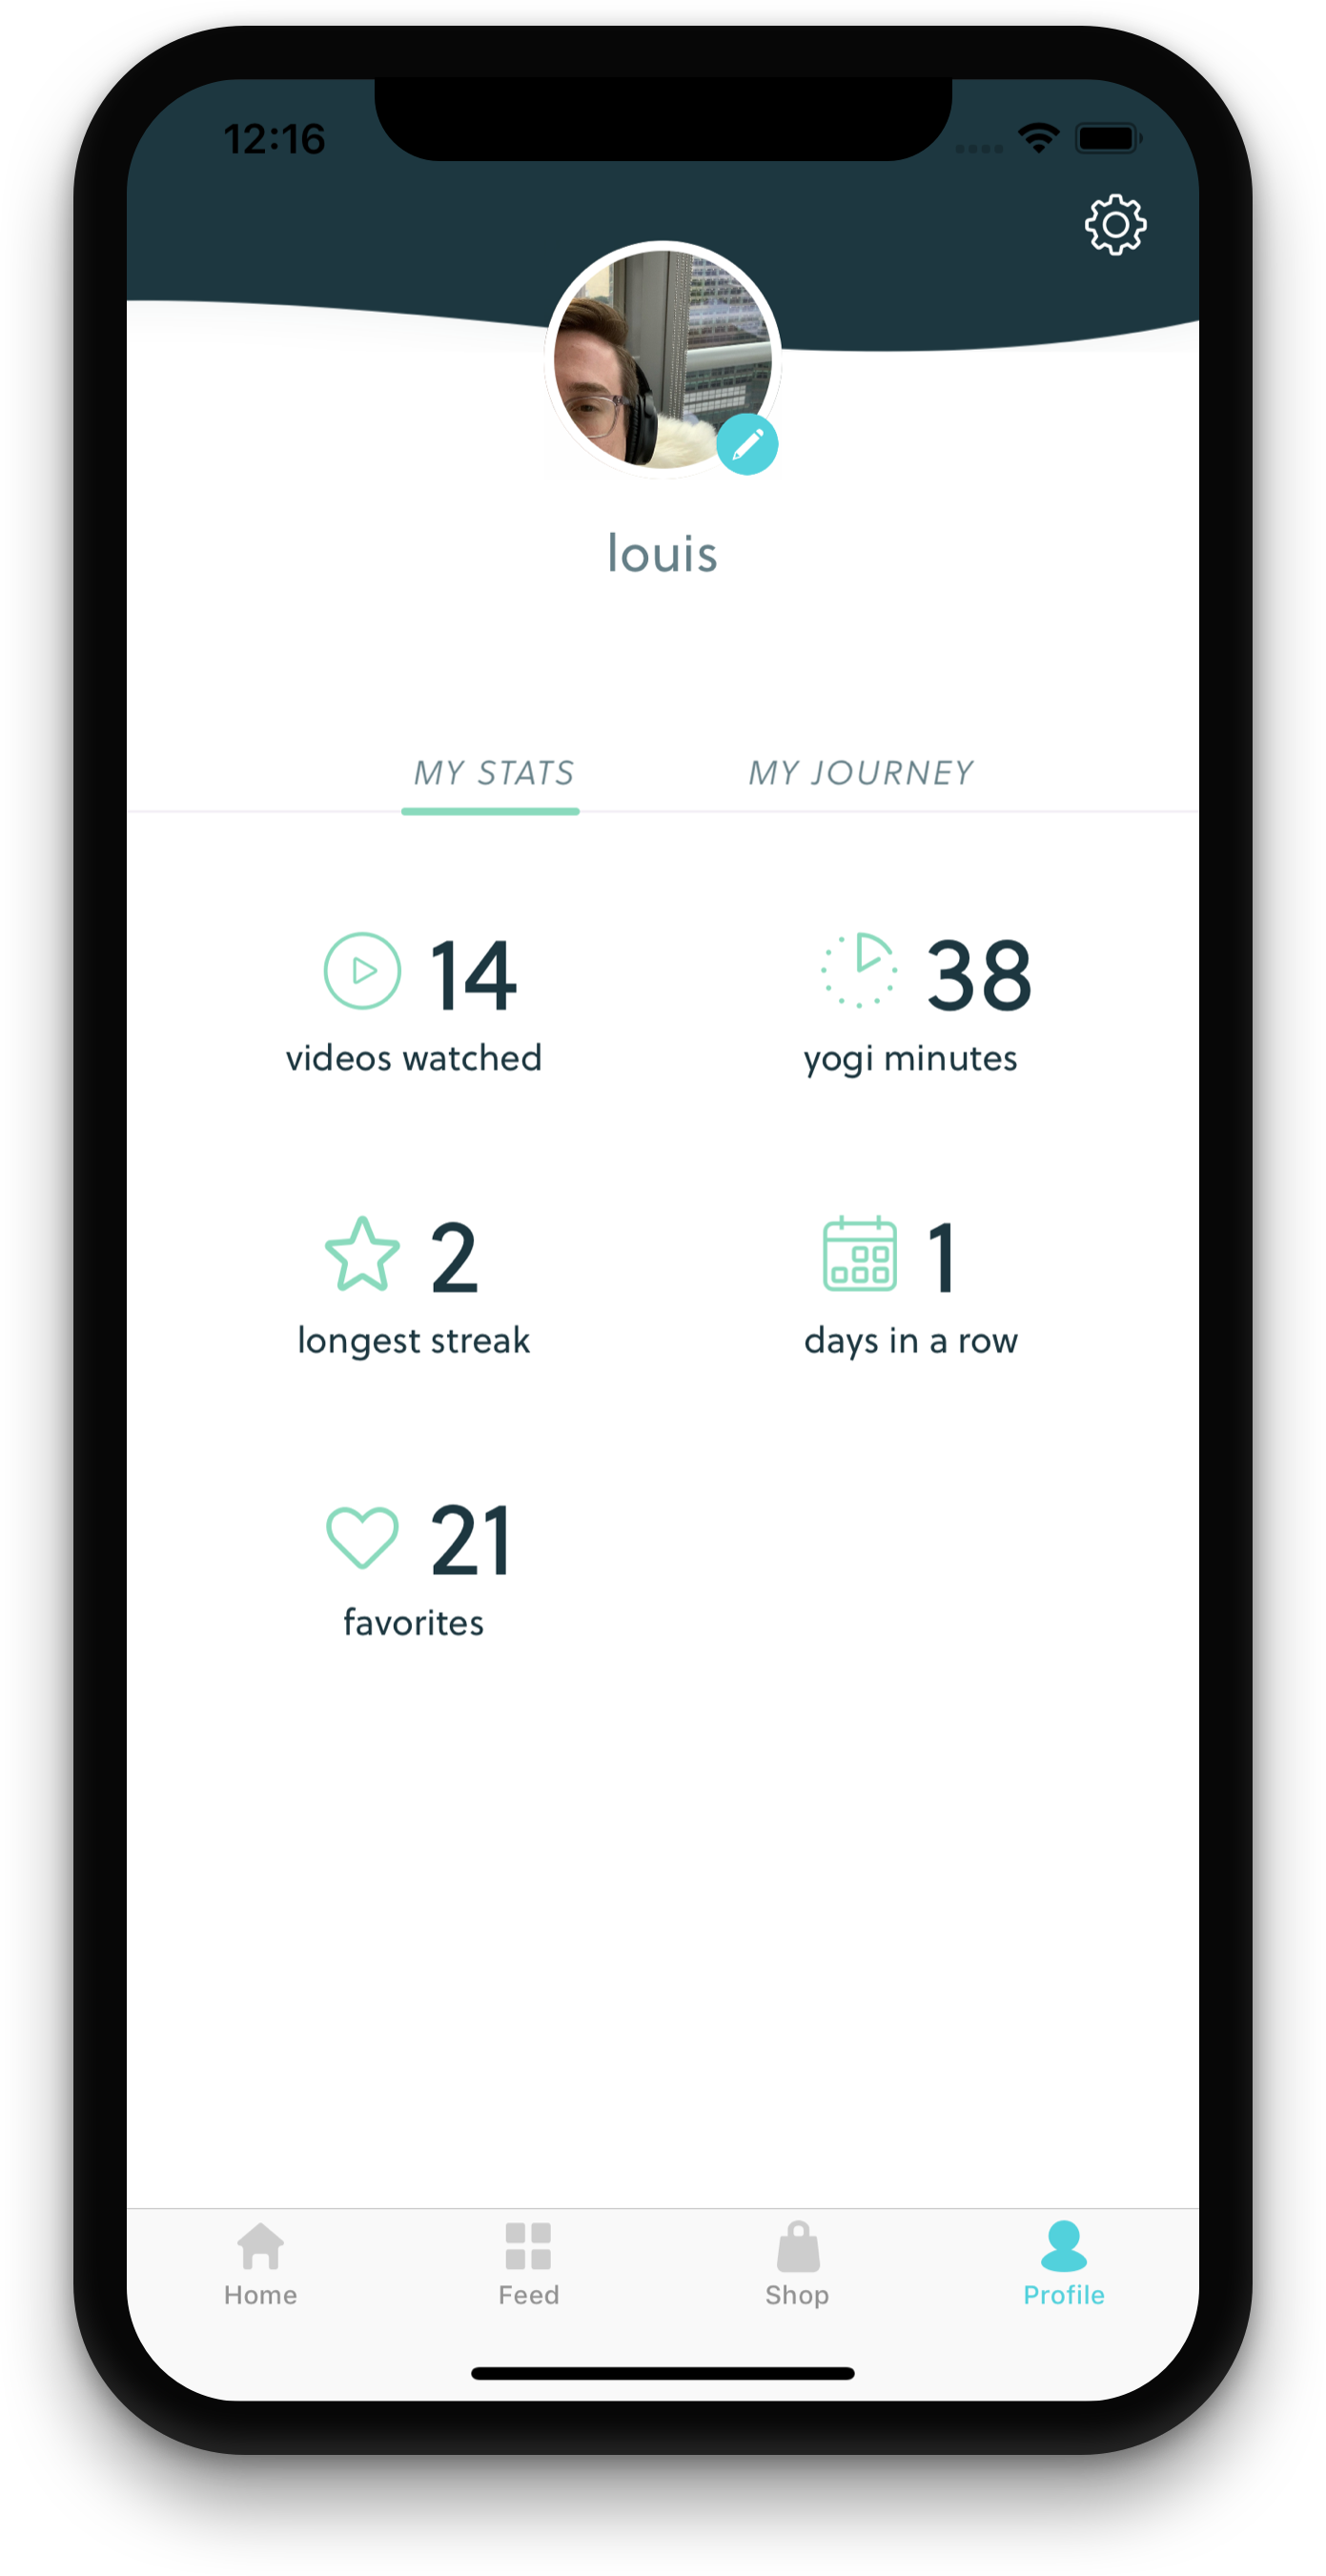 12:16
louis
MY STATS MY JOURNEY
14 38
videos watched yogi minutes
2 1
longest streak days in a row
21
favorites
Home Feed Shop Profile